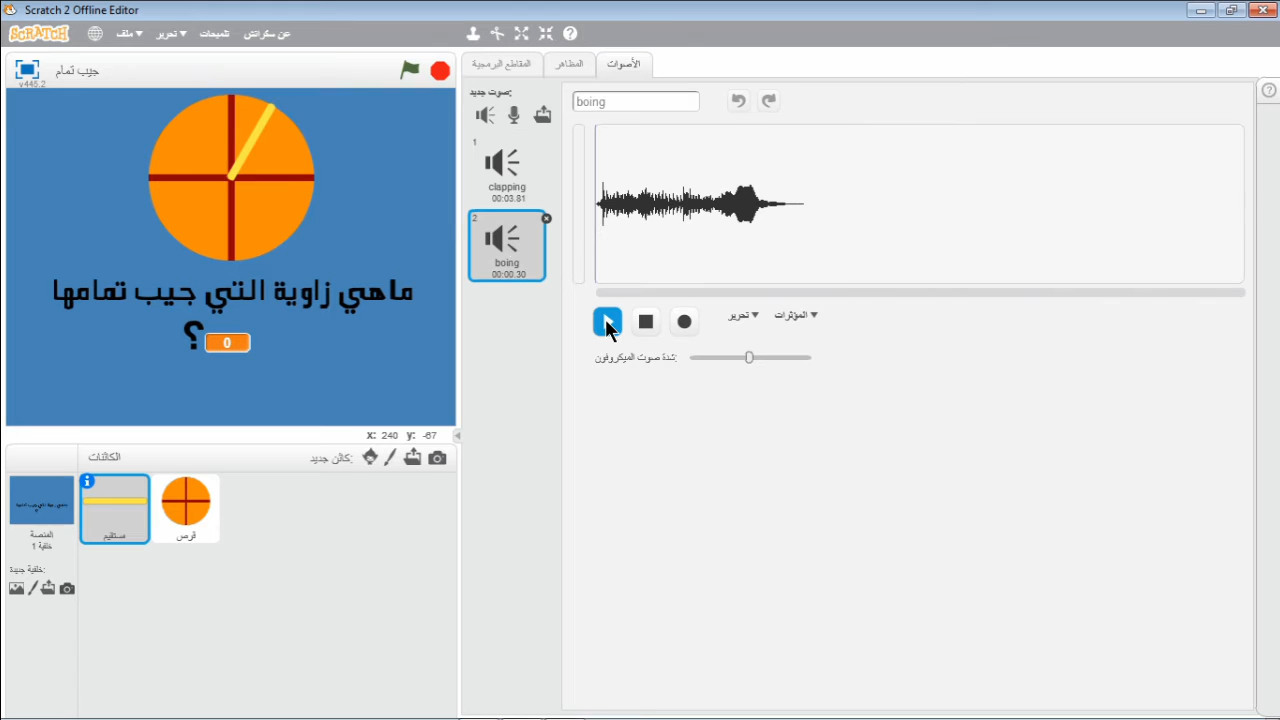 Scratch 2 Offline Editor
SCRATCH
ملف
تحرير
تلميحات
عن سكراتش
جيب تمام
v445.2
المقاطع البرمجية
المظاهر
الأصوات
صوت جديد:
boing
1
clapping
00:03.81
2
boing
00:00.30
ماهي زاوية التي جيب تمامها
؟ 0
تحرير
المؤثرات
شدة صوت الميكروفون:
x: 240 y: -67
الكائنات
كائن جديد:
المنصة
خلفية 1
مستقيم
قرص
خلفية جديدة: